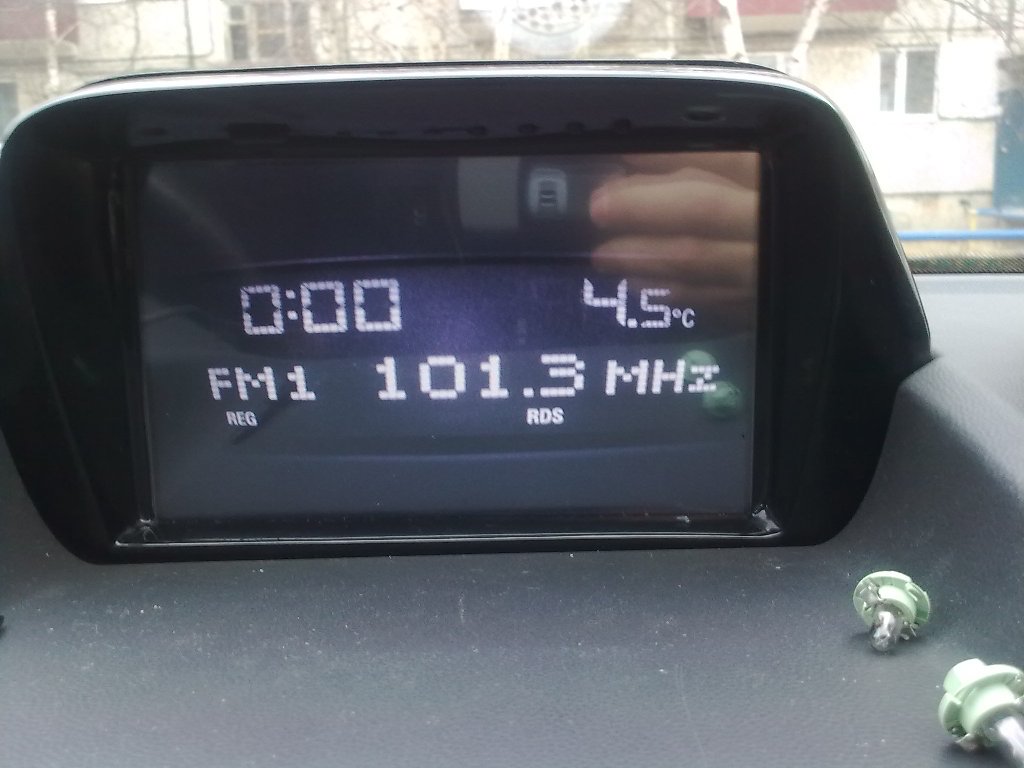 0:00 4.5°C
FM1 101.3 MHz
REG RDS